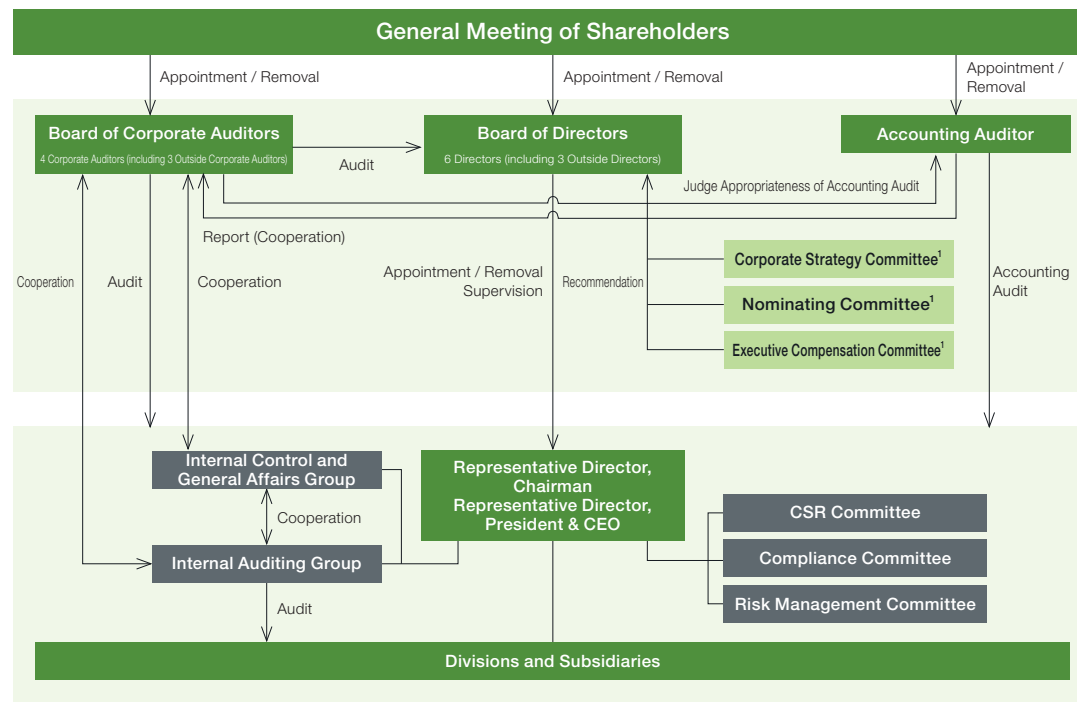 General Meeting of Shareholders
Appointment / Removal
Appointment / Removal
Appointment /
Removal
Board of Corporate Auditors
4 Corporate Auditors (including 3 Outside Corporate Auditors)
Audit
Board of Directors
6 Directors (including 3 Outside Directors)
Accounting Auditor
Judge Appropriateness of Accounting Audit
Report (Cooperation)
Cooperation
Audit
Cooperation
Appointment / Removal
Supervision
Recommendation
Corporate Strategy Committee¹
Nominating Committee¹
Executive Compensation Committee¹
Accounting
Audit
Internal Control and
General Affairs Group
Cooperation
Internal Auditing Group
Audit
Representative Director,
Chairman
Representative Director,
President & CEO
CSR Committee
Compliance Committee
Risk Management Committee
Divisions and Subsidiaries